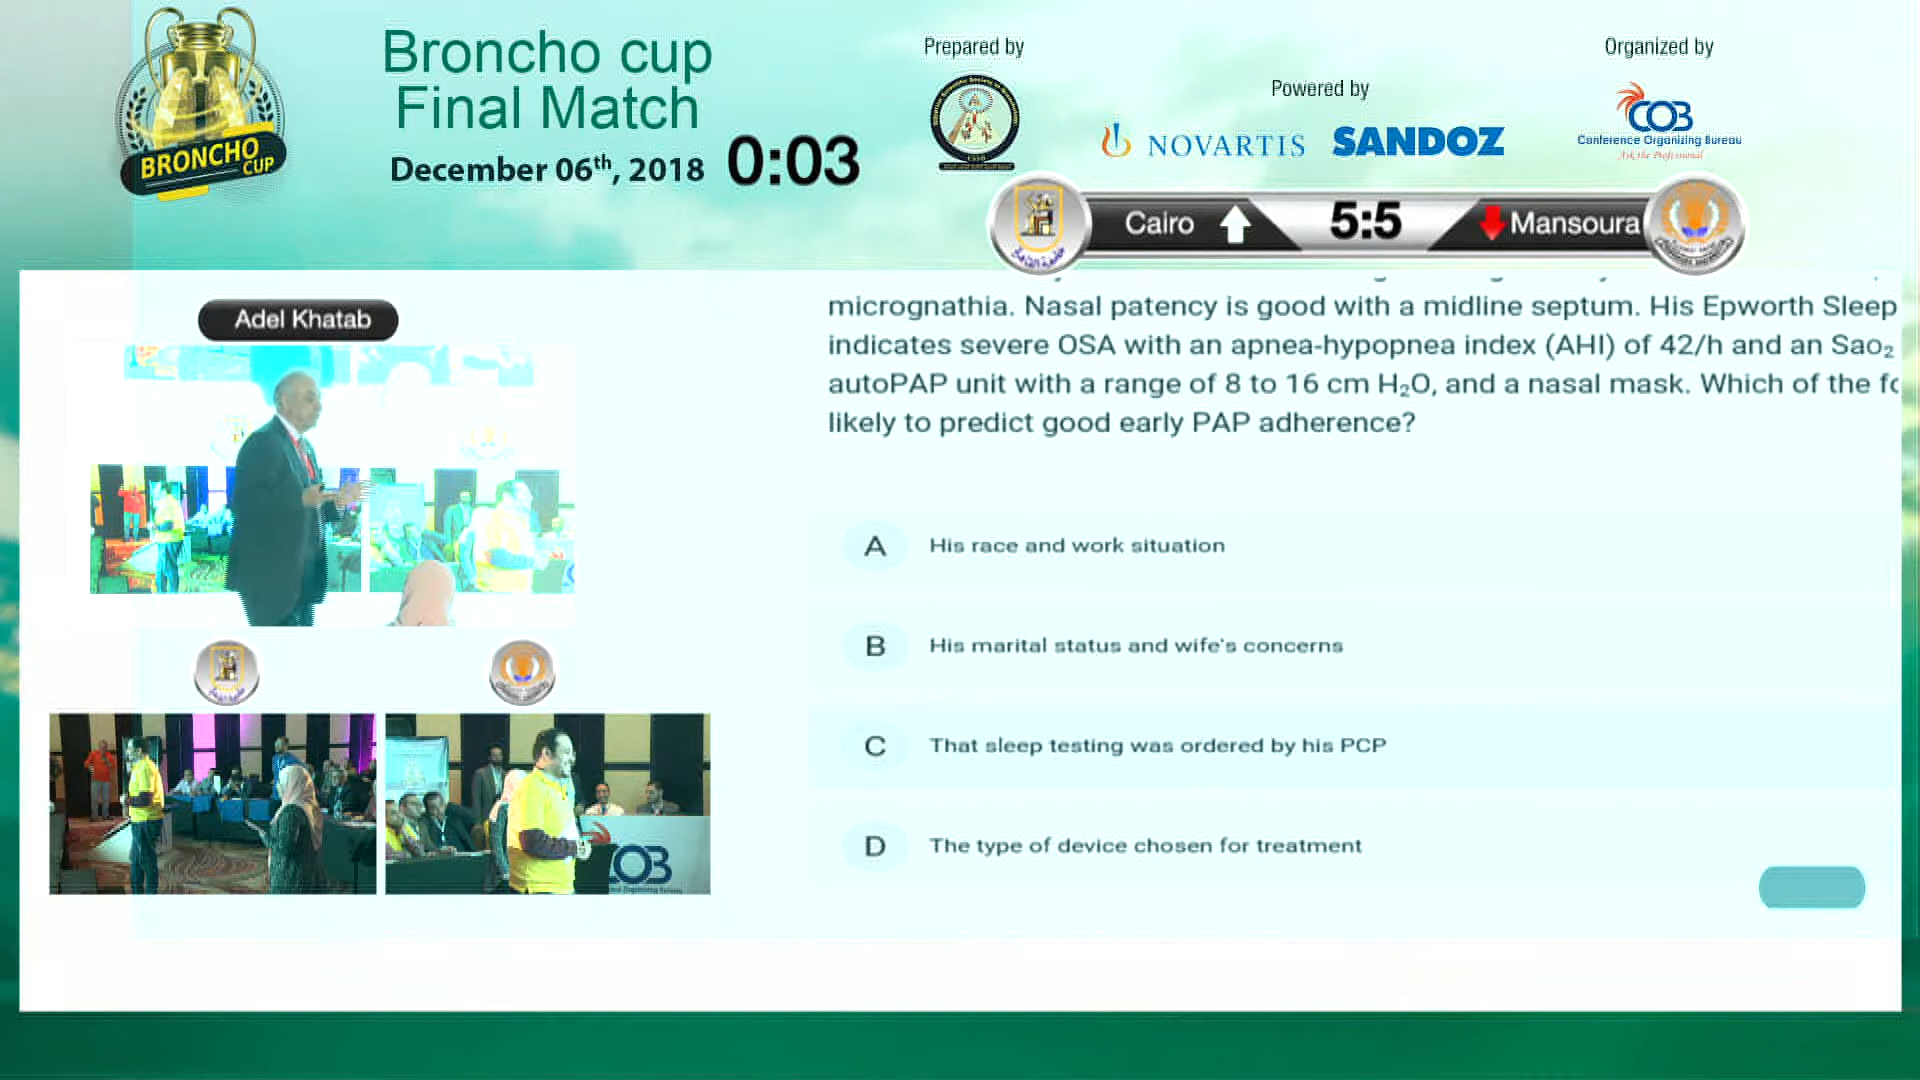 Broncho cup
Final Match
December 06th, 2018
0:03
BRONCHO
CUP
Prepared by
Powered by
NOVARTIS
SANDOZ
Organized by
COB
Conference Organizing Bureau
Ask the Professional
Cairo
5:5
Mansoura
Adel Khatab
micrognathia. Nasal patency is good with a midline septum. His Epworth Sleep
indicates severe OSA with an apnea-hypopnea index (AHI) of 42/h and an Sao₂
autoPAP unit with a range of 8 to 16 cm H₂O, and a nasal mask. Which of the fo
likely to predict good early PAP adherence?
A His race and work situation
B His marital status and wife's concerns
C That sleep testing was ordered by his PCP
D The type of device chosen for treatment
COB